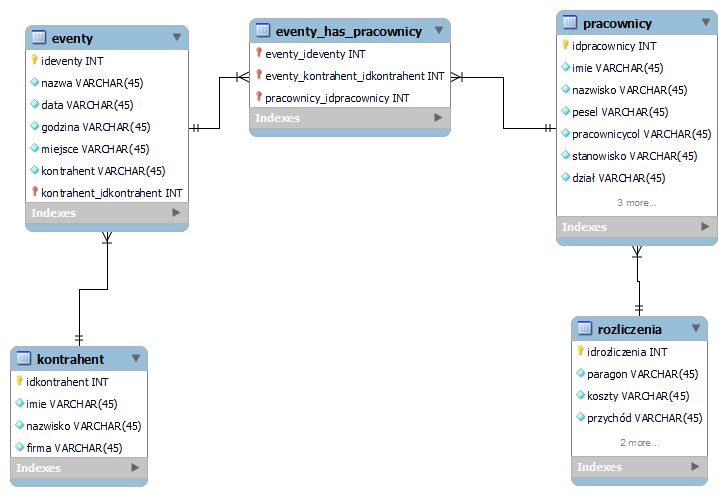 eventy
ideventy INT
nazwa VARCHAR(45)
data VARCHAR(45)
godzina VARCHAR(45)
miejsce VARCHAR(45)
kontrahent VARCHAR(45)
kontrahent_idkontrahent INT
Indexes
eventy_has_pracownicy
eventy_ideventy INT
eventy_kontrahent_idkontrahent INT
pracownicy_idpracownicy INT
Indexes
pracownicy
idpracownicy INT
imie VARCHAR(45)
nazwisko VARCHAR(45)
pesel VARCHAR(45)
pracownicycol VARCHAR(45)
stanowisko VARCHAR(45)
dział VARCHAR(45)
3 more...
Indexes
kontrahent
idkontrahent INT
imie VARCHAR(45)
nazwisko VARCHAR(45)
firma VARCHAR(45)
Indexes
rozliczenia
idrozliczenia INT
paragon VARCHAR(45)
koszty VARCHAR(45)
przychód VARCHAR(45)
2 more...
Indexes